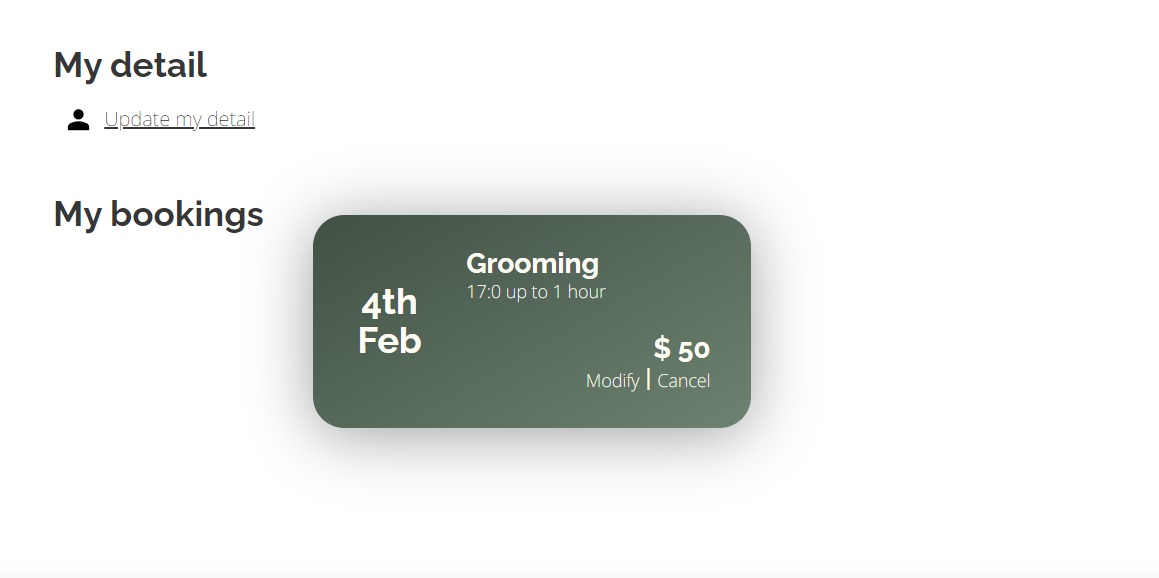 My detail
Update my detail
My bookings
Grooming
17:0 up to 1 hour
4th
Feb
$ 50
Modify | Cancel